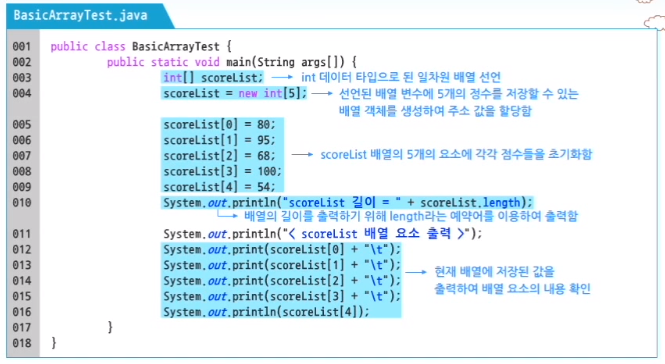 BasicArrayTest.java
001 public class BasicArrayTest {
002 public static void main(String args[]) {
003 int[] scoreList; int 데이터 타입으로 된 일차원 배열 선언
004 scoreList = new int[5]; 선언된 배열 변수에 5개의 정수를 저장할 수 있는
배열 객체를 생성하여 주소 값을 할당함
005 scoreList[0] = 80;
006 scoreList[1] = 95;
007 scoreList[2] = 68; scoreList 배열의 5개의 요소에 각각 점수들을 초기화함
008 scoreList[3] = 100;
009 scoreList[4] = 54;
010 System.out.println("scoreList 길이 = " + scoreList.length);
배열의 길이를 출력하기 위해 length라는 예약어를 이용하여 출력함
011 System.out.println("< scoreList 배열 요소 출력 >");
012 System.out.print(scoreList[0] + "\t");
013 System.out.print(scoreList[1] + "\t");
014 System.out.print(scoreList[2] + "\t");
015 System.out.print(scoreList[3] + "\t");
016 System.out.println(scoreList[4]);
현재 배열에 저장된 값을
출력하여 배열 요소의 내용 확인
017 }
018 }